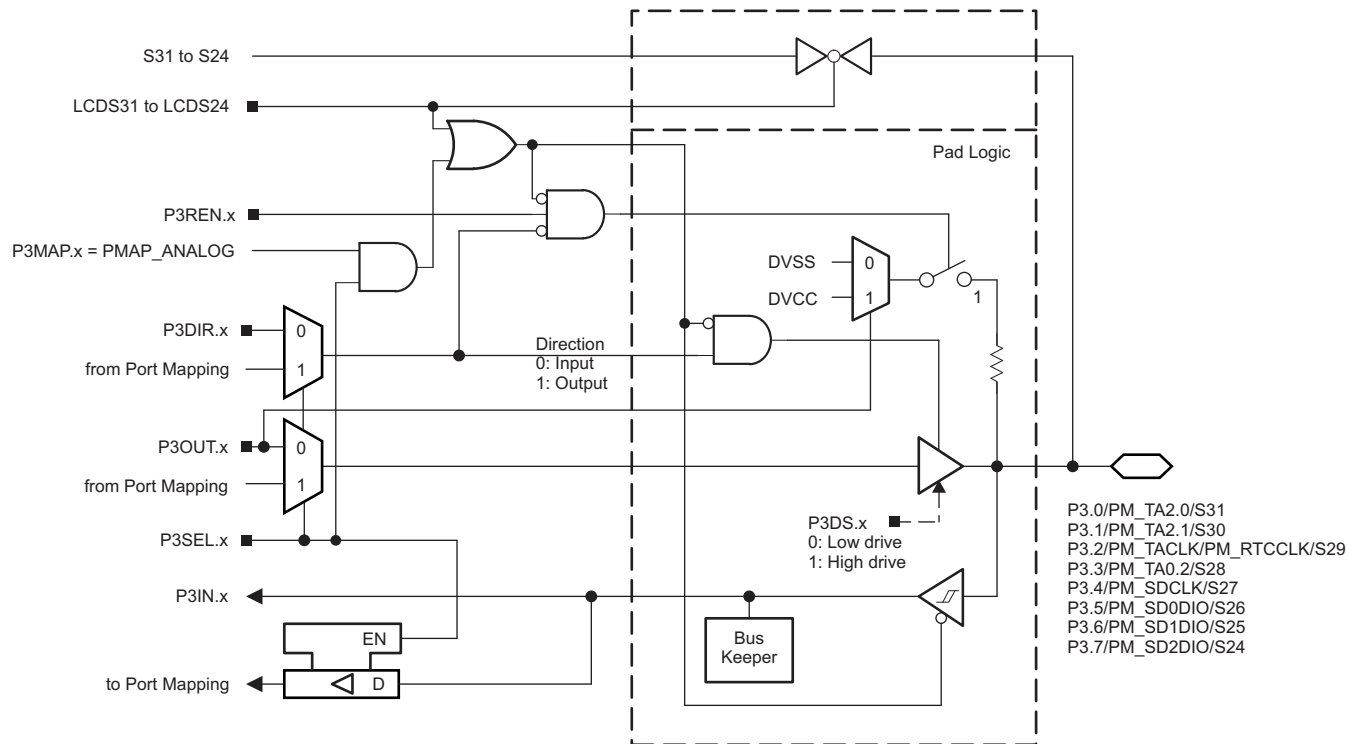 S31 to S24
LCDS31 to LCDS24
Pad Logic
P3REN.x
P3MAP.x = PMAP_ANALOG
DVSS
0
DVCC
1
1
P3DIR.x
0
from Port Mapping
1
Direction
0: Input
1: Output
P3OUT.x
0
from Port Mapping
1
P3DS.x
0: Low drive
1: High drive
P3.0/PM_TA2.0/S31
P3.1/PM_TA2.1/S30
P3.2/PM_TACLK/PM_RTCCLK/S29
P3.3/PM_TA0.2/S28
P3.4/PM_SDCLK/S27
P3.5/PM_SD0DIO/S26
P3.6/PM_SD1DIO/S25
P3.7/PM_SD2DIO/S24
P3SEL.x
P3IN.x
Bus
Keeper
EN
to Port Mapping
D